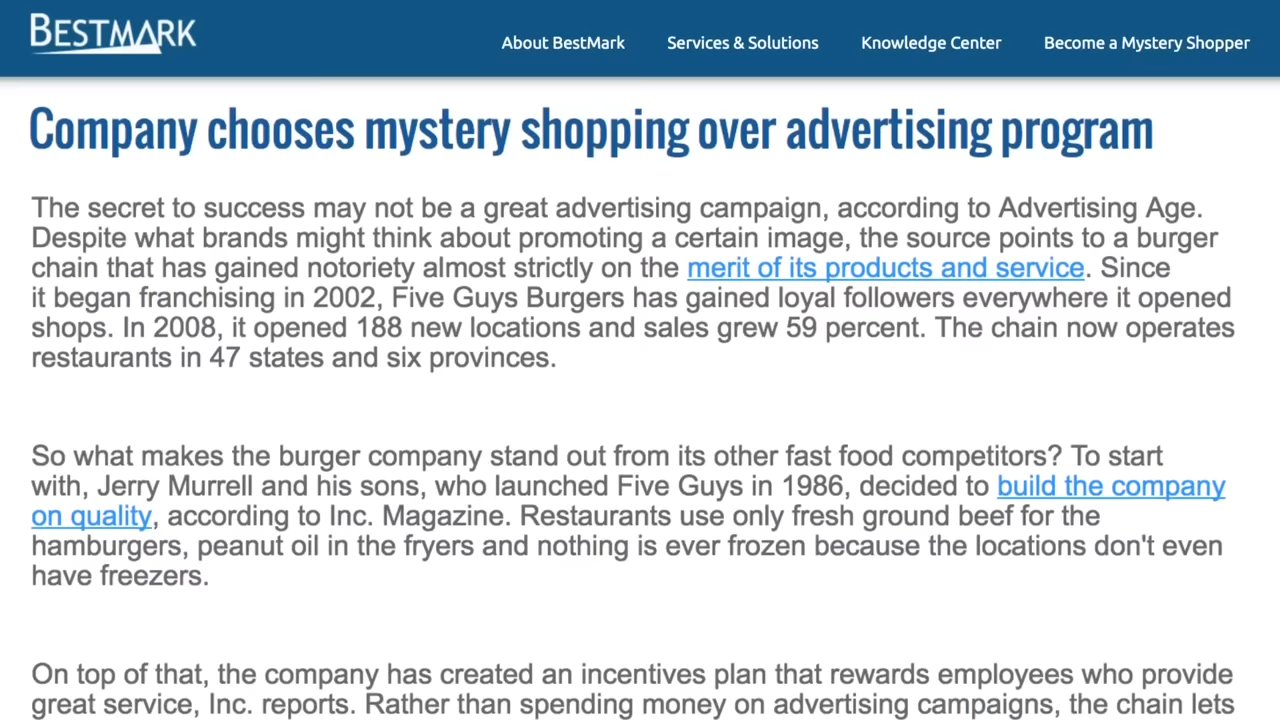 BESTMARK
About BestMark Services & Solutions Knowledge Center Become a Mystery Shopper
Company chooses mystery shopping over advertising program
The secret to success may not be a great advertising campaign, according to Advertising Age.
Despite what brands might think about promoting a certain image, the source points to a burger
chain that has gained notoriety almost strictly on the merit of its products and service. Since
it began franchising in 2002, Five Guys Burgers has gained loyal followers everywhere it opened
shops. In 2008, it opened 188 new locations and sales grew 59 percent. The chain now operates
restaurants in 47 states and six provinces.
So what makes the burger company stand out from its other fast food competitors? To start
with, Jerry Murrell and his sons, who launched Five Guys in 1986, decided to build the company
on quality, according to Inc. Magazine. Restaurants use only fresh ground beef for the
hamburgers, peanut oil in the fryers and nothing is ever frozen because the locations don't even
have freezers.
On top of that, the company has created an incentives plan that rewards employees who provide
great service, Inc. reports. Rather than spending money on advertising campaigns, the chain lets